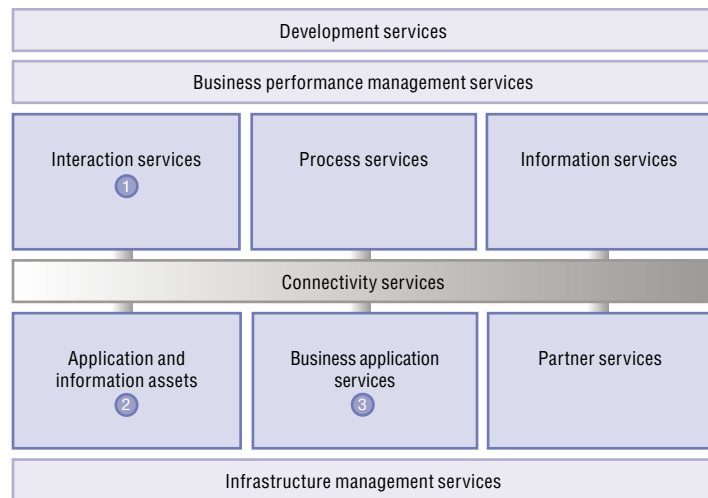 Development services
Business performance management services
Interaction services
1
Process services
Information services
Connectivity services
Application and
information assets
2
Business application
services
3
Partner services
Infrastructure management services